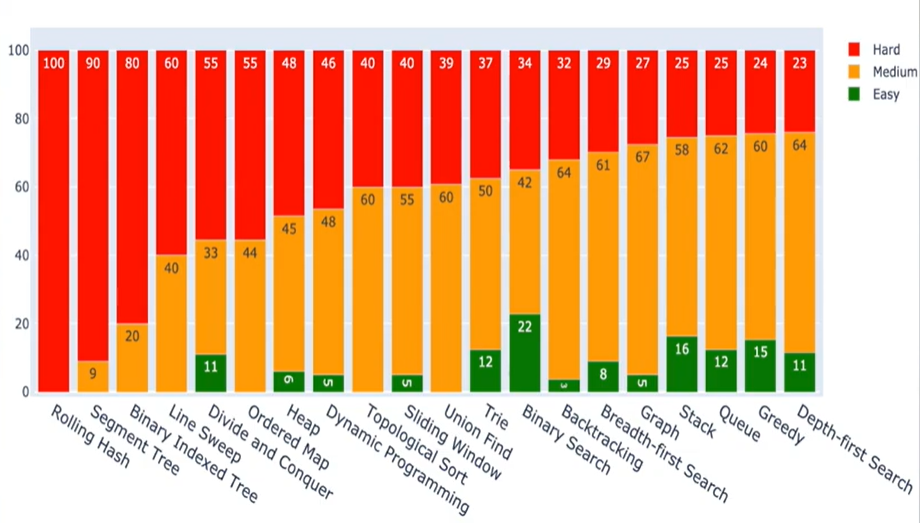 100
80
60
40
20
0
100
90
9
80
20
60
40
55
33
11
55
44
48
45
6
46
48
5
40
60
40
55
5
39
60
37
50
12
34
42
22
32
64
3
29
61
8
27
67
5
25
58
16
25
62
12
24
60
15
23
64
11
Rolling Hash
Segment Tree
Binary Indexed Tree
Line Sweep
Divide and Conquer
Ordered Map
Heap
Dynamic Programming
Topological Sort
Sliding Window
Union Find
Trie
Binary Search
Backtracking
Breadth-first Search
Graph
Stack
Queue
Greedy
Depth-first Search
Hard
Medium
Easy